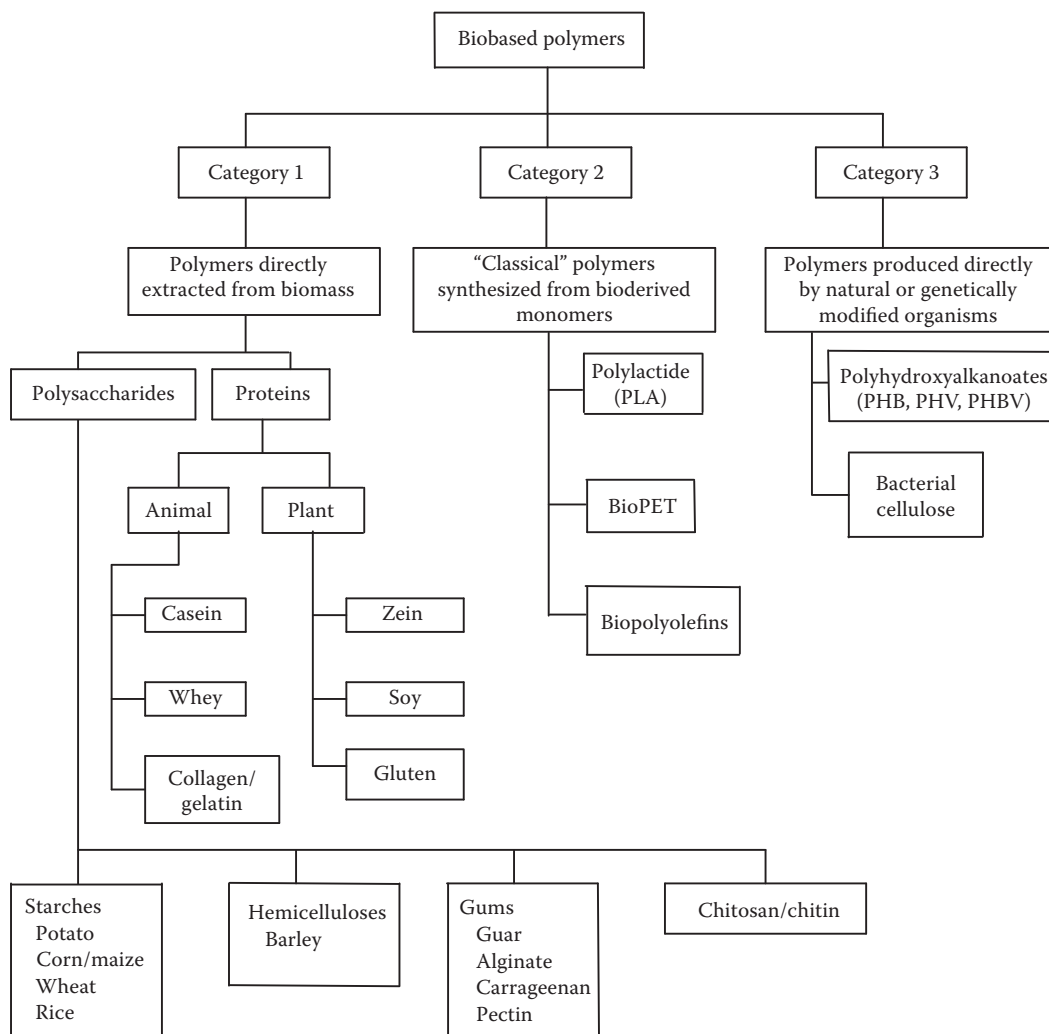 Biobased polymers
Category 1
Category 2
Category 3
Polymers directly
extracted from biomass
“Classical” polymers
synthesized from bioderived
monomers
Polymers produced directly
by natural or genetically
modified organisms
Polysaccharides
Proteins
Polylactide
(PLA)
Polyhydroxyalkanoates
(PHB, PHV, PHBV)
Animal
Plant
BioPET
Bacterial
cellulose
Casein
Zein
Biopolyolefins
Whey
Soy
Collagen/
gelatin
Gluten
Starches
Potato
Corn/maize
Wheat
Rice
Hemicelluloses
Barley
Gums
Guar
Alginate
Carrageenan
Pectin
Chitosan/chitin